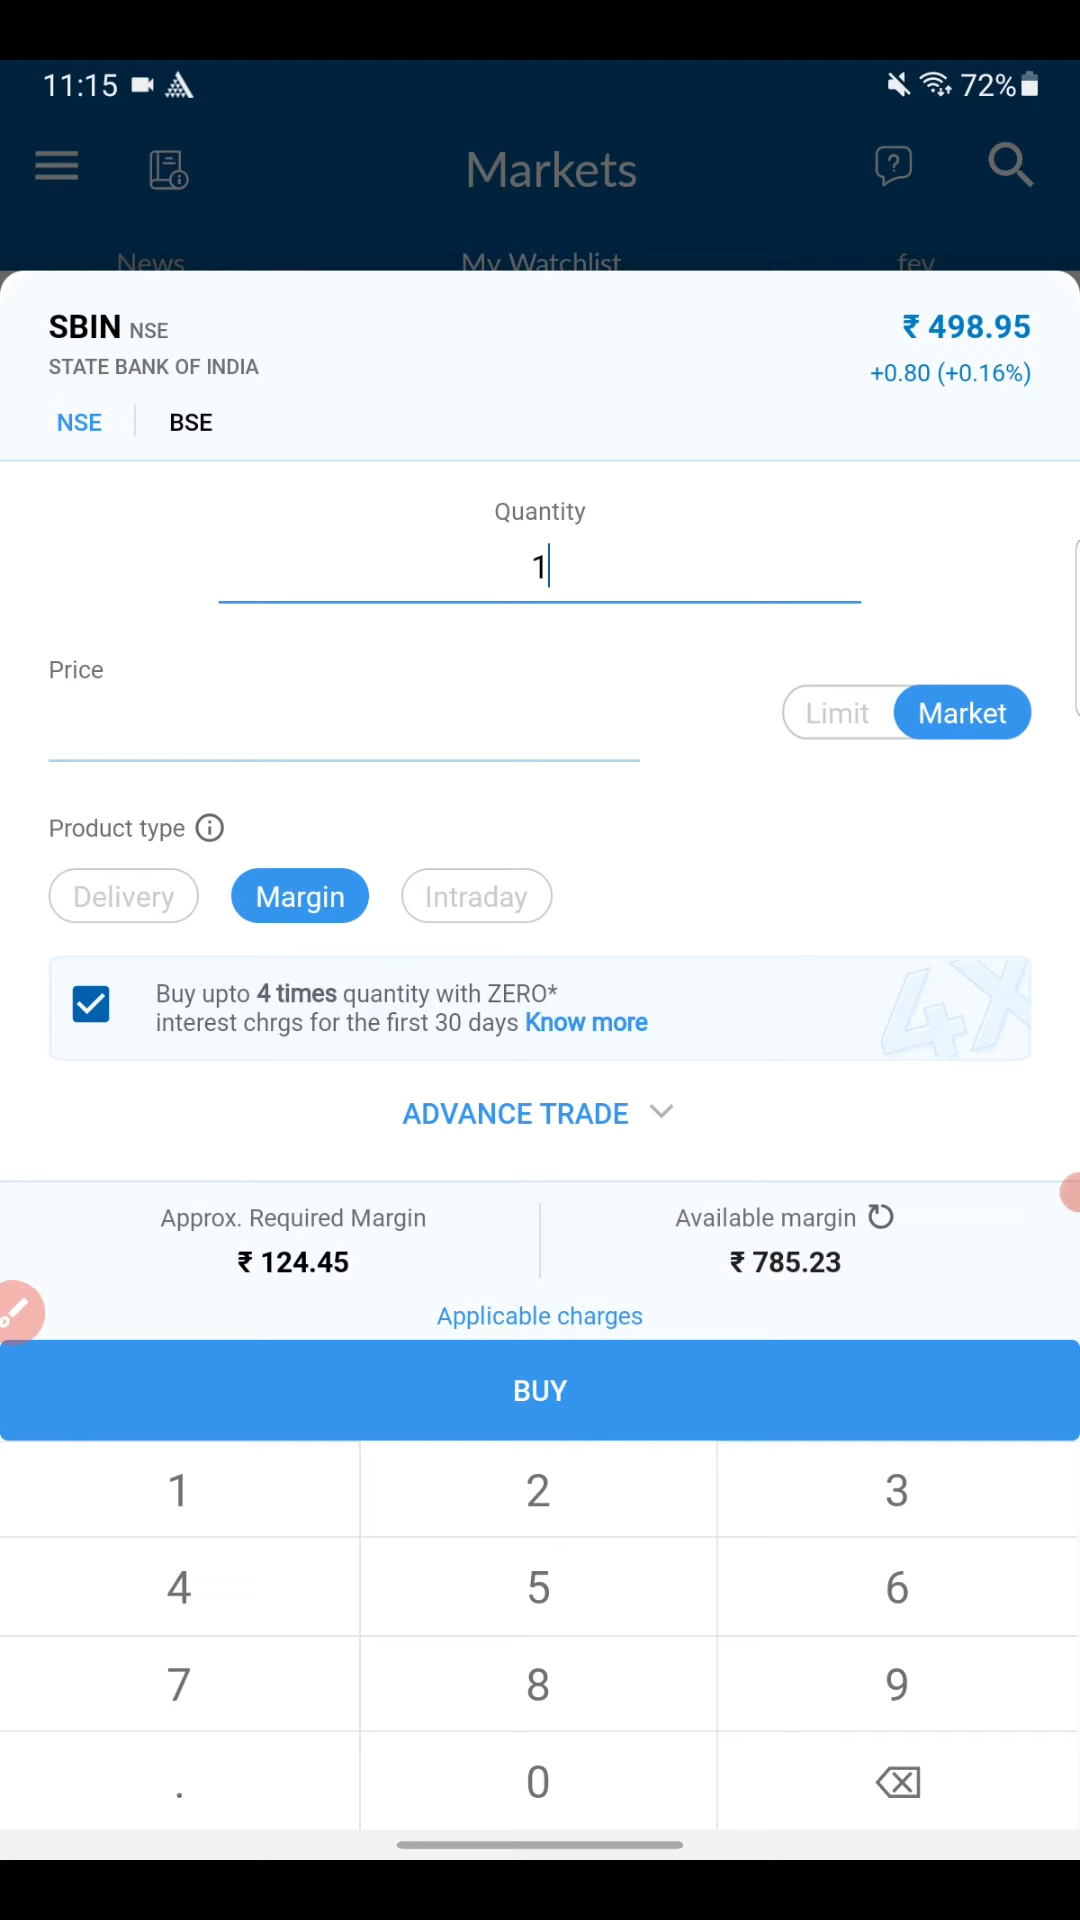 11:15
72%
Markets
News
My Watchlist
fev
SBIN NSE
₹ 498.95
STATE BANK OF INDIA
+0.80 (+0.16%)
NSE
BSE
Quantity
1
Price
Limit
Market
Product type
Delivery
Margin
Intraday
Buy upto 4 times quantity with ZERO*
interest chrgs for the first 30 days Know more
4X
ADVANCE TRADE
Approx. Required Margin
Available margin
₹ 124.45
₹ 785.23
Applicable charges
BUY
1
2
3
4
5
6
7
8
9
.
0